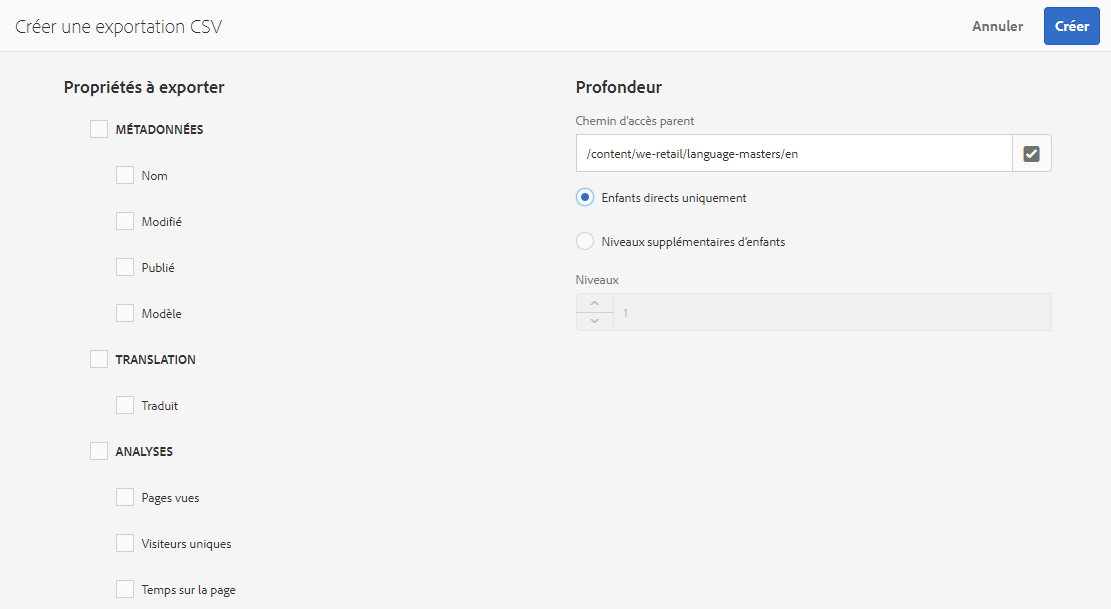 Créer une exportation CSV
Annuler
Créer
Propriétés à exporter
MÉTADONNÉES
Nom
Modifié
Publié
Modèle
TRANSLATION
Traduit
ANALYSES
Pages vues
Visiteurs uniques
Temps sur la page
Profondeur
Chemin d'accès parent
/content/we-retail/language-masters/en
Enfants directs uniquement
Niveaux supplémentaires d'enfants
Niveaux
1